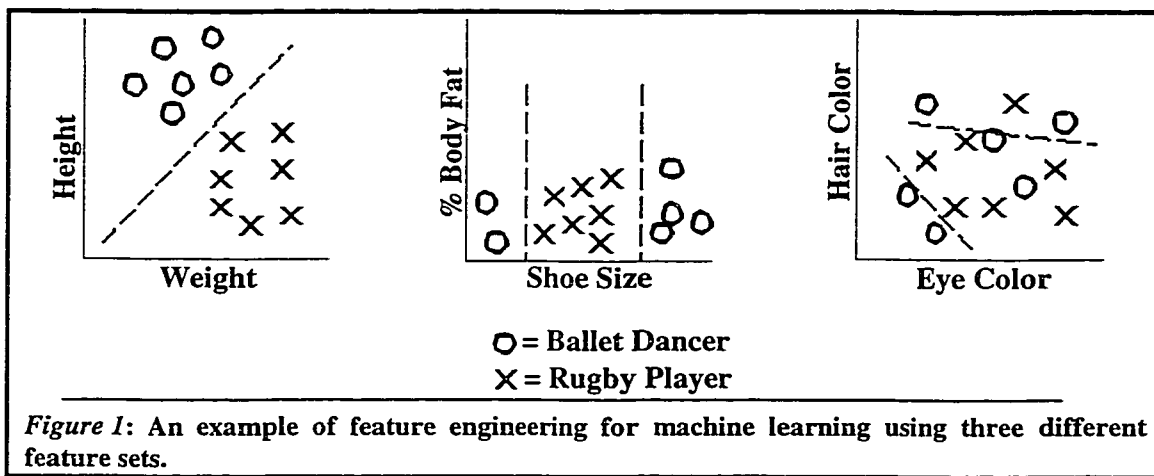 Height
Weight
% Body Fat
Shoe Size
Hair Color
Eye Color
O = Ballet Dancer
X = Rugby Player
Figure 1: An example of feature engineering for machine learning using three different
feature sets.